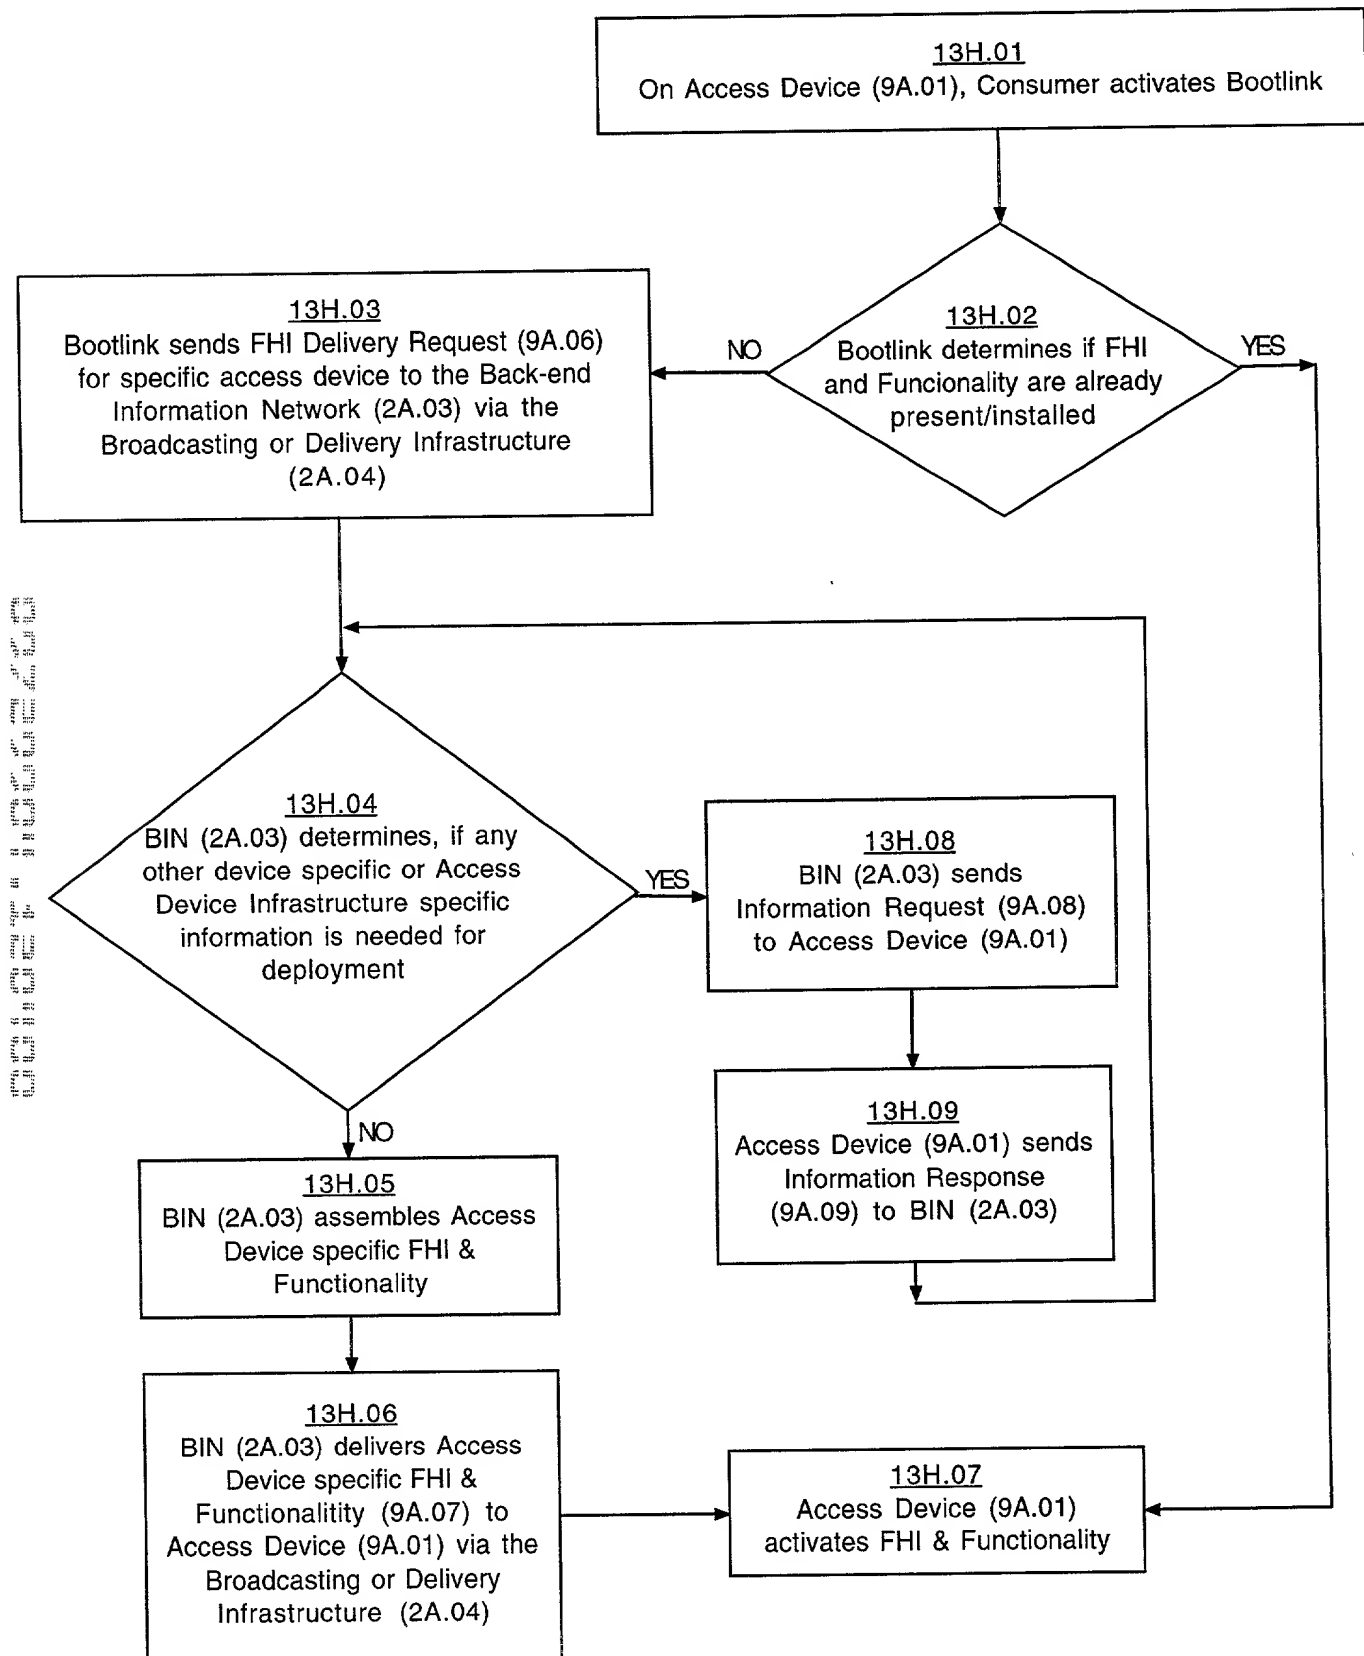 13H.01
On Access Device (9A.01), Consumer activates Bootlink
13H.02
Bootlink determines if FHI
and Funcionality are already
present/installed
NO
YES
13H.03
Bootlink sends FHI Delivery Request (9A.06)
for specific access device to the Back-end
Information Network (2A.03) via the
Broadcasting or Delivery Infrastructure
(2A.04)
13H.04
BIN (2A.03) determines, if any
other device specific or Access
Device Infrastructure specific
information is needed for
deployment
YES
NO
13H.08
BIN (2A.03) sends
Information Request (9A.08)
to Access Device (9A.01)
13H.09
Access Device (9A.01) sends
Information Response
(9A.09) to BIN (2A.03)
13H.05
BIN (2A.03) assembles Access
Device specific FHI &
Functionality
13H.06
BIN (2A.03) delivers Access
Device specific FHI &
Functionalitity (9A.07) to
Access Device (9A.01) via the
Broadcasting or Delivery
Infrastructure (2A.04)
13H.07
Access Device (9A.01)
activates FHI & Functionality